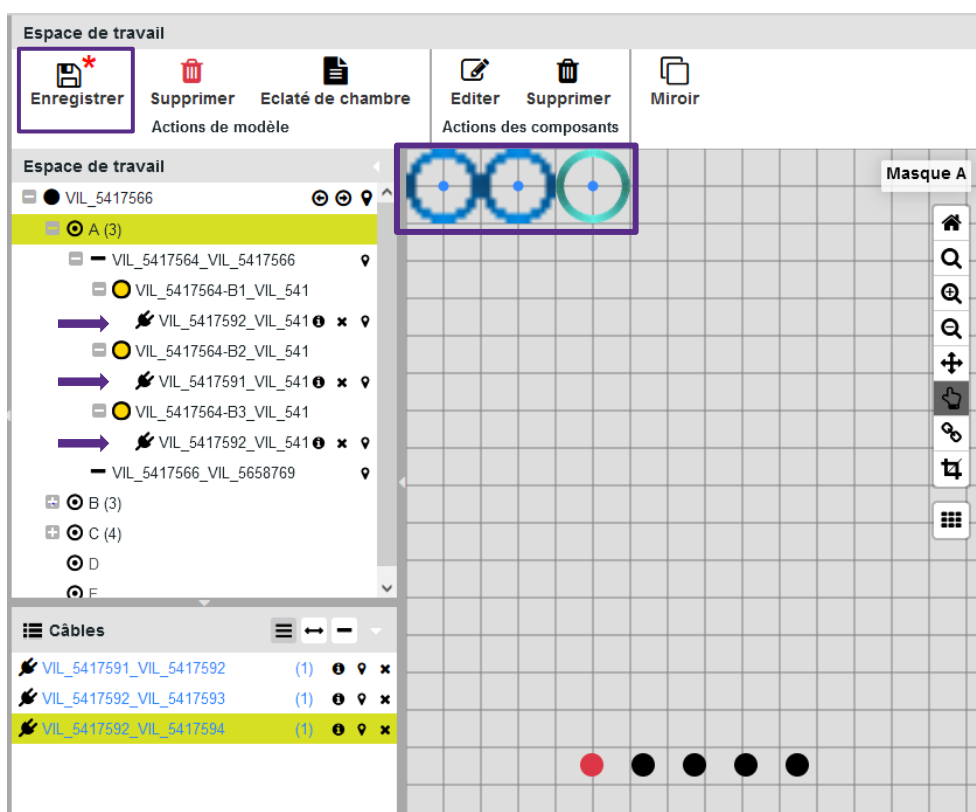 Espace de travail
Enregistrer Supprimer Eclaté de chambre Editer Supprimer Miroir
Actions de modèle Actions des composants
Espace de travail
Masque A
VIL_5417566
A (3)
VIL_5417564_VIL_5417566
VIL_5417564-B1_VIL_541
VIL_5417592_VIL_541
VIL_5417564-B2_VIL_541
VIL_5417591_VIL_541
VIL_5417564-B3_VIL_541
VIL_5417592_VIL_541
VIL_5417566_VIL_5658769
B (3)
C (4)
D
Câbles
VIL_5417591_VIL_5417592 (1)
VIL_5417592_VIL_5417593 (1)
VIL_5417592_VIL_5417594 (1)